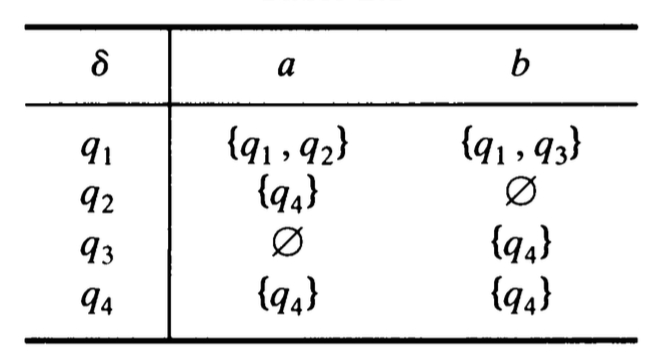 δ a b
q₁ {q₁, q₂} {q₁, q₃}
q₂ {q₄} ∅
q₃ ∅ {q₄}
q₄ {q₄} {q₄}